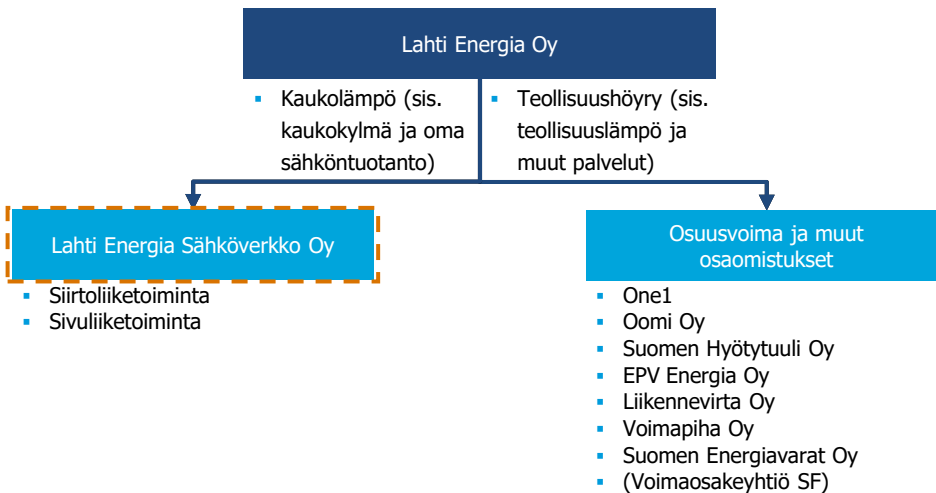 Lahti Energia Oy
▪ Kaukolämpö (sis.
kaukokylmä ja oma
sähköntuotanto)
▪ Teollisuushöyry (sis.
teollisuuslämpö ja
muut palvelut)
Lahti Energia Sähköverkko Oy
▪ Siirtoliiketoiminta
▪ Sivuliiketoiminta
Osuusvoima ja muut
osaomistukset
▪ One1
▪ Oomi Oy
▪ Suomen Hyötytuuli Oy
▪ EPV Energia Oy
▪ Liikennevirta Oy
▪ Voimapiha Oy
▪ Suomen Energiavarat Oy
▪ (Voimaosakeyhtiö SF)